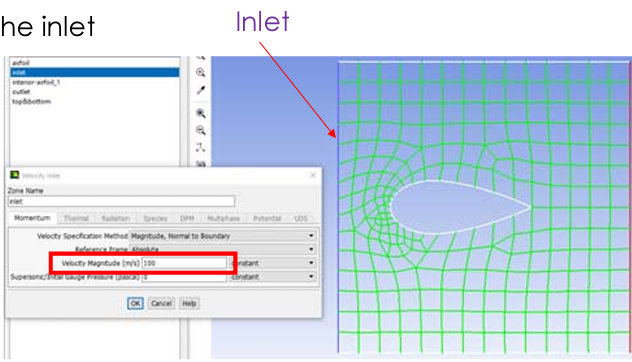 he inlet
Inlet
airfoil
inlet
interior-airfoil_1
outlet
top&bottom
Velocity Inlet
Zone Name
inlet
Momentum Thermal Radiation Species DPM Multiphase Potential UDS
Velocity Specification Method Magnitude, Normal to Boundary
Reference Frame Absolute
Velocity Magnitude (m/s) 100 constant
Supersonic/Initial Gauge Pressure (pascal) 0 constant
OK Cancel Help